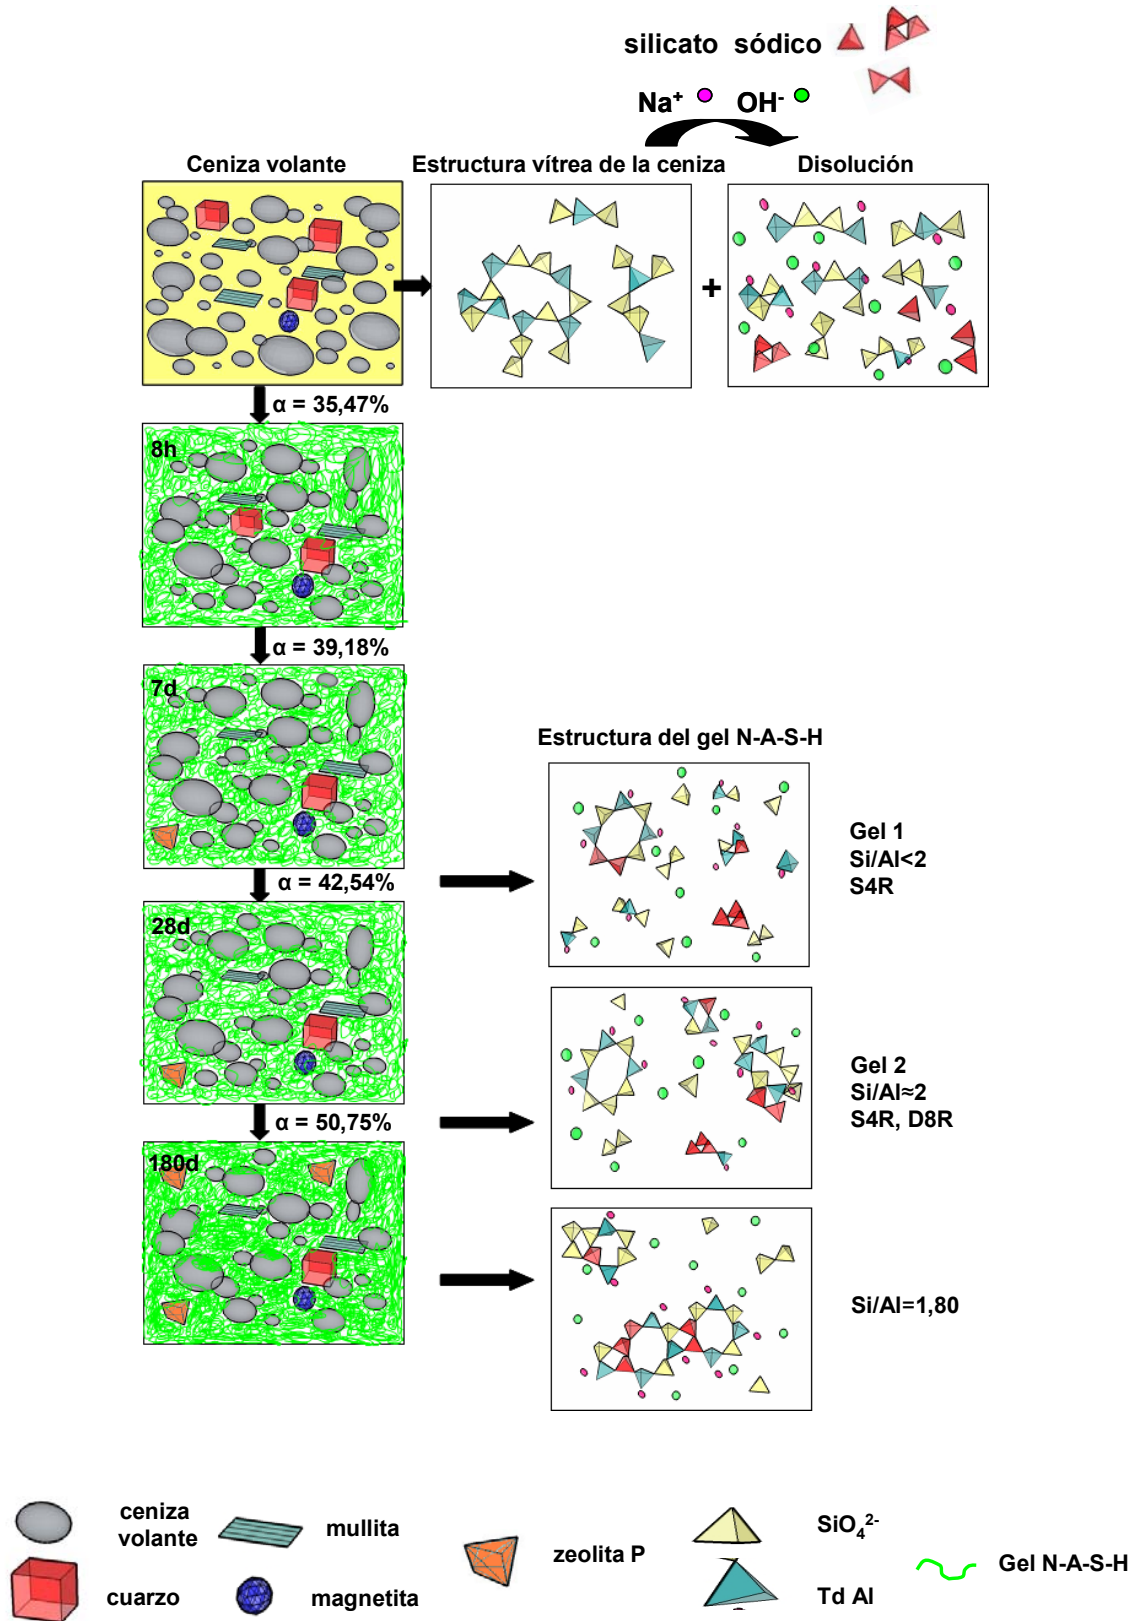 silicato sódico
Na⁺ OH⁻
Ceniza volante
Estructura vítrea de la ceniza
Disolución
+
α = 35,47%
8h
α = 39,18%
7d
Estructura del gel N-A-S-H
Gel 1
Si/Al<2
S4R
α = 42,54%
28d
Gel 2
Si/Al≈2
S4R, D8R
α = 50,75%
180d
Si/Al=1,80
ceniza
volante
mullita
zeolita P
SiO₄²⁻
Gel N-A-S-H
cuarzo
magnetita
Td Al